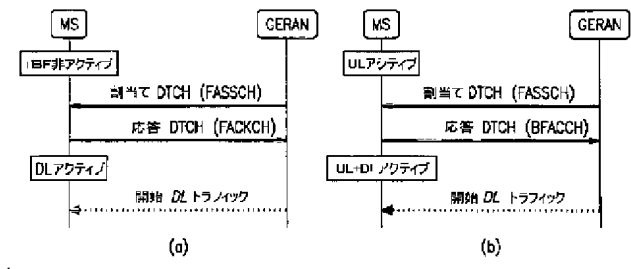 MS
GERAN
TBF非アクティブ
割当て DTCH (FASSCH)
応答 DTCH (FACKCH)
DLアクティブ
開始 DL トラフィック
(a)
MS
GERAN
ULアクティブ
割当て DTCH (FASSCH)
応答 DTCH (BFACCH)
UL+DLアクティブ
開始 DL トラフィック
(b)